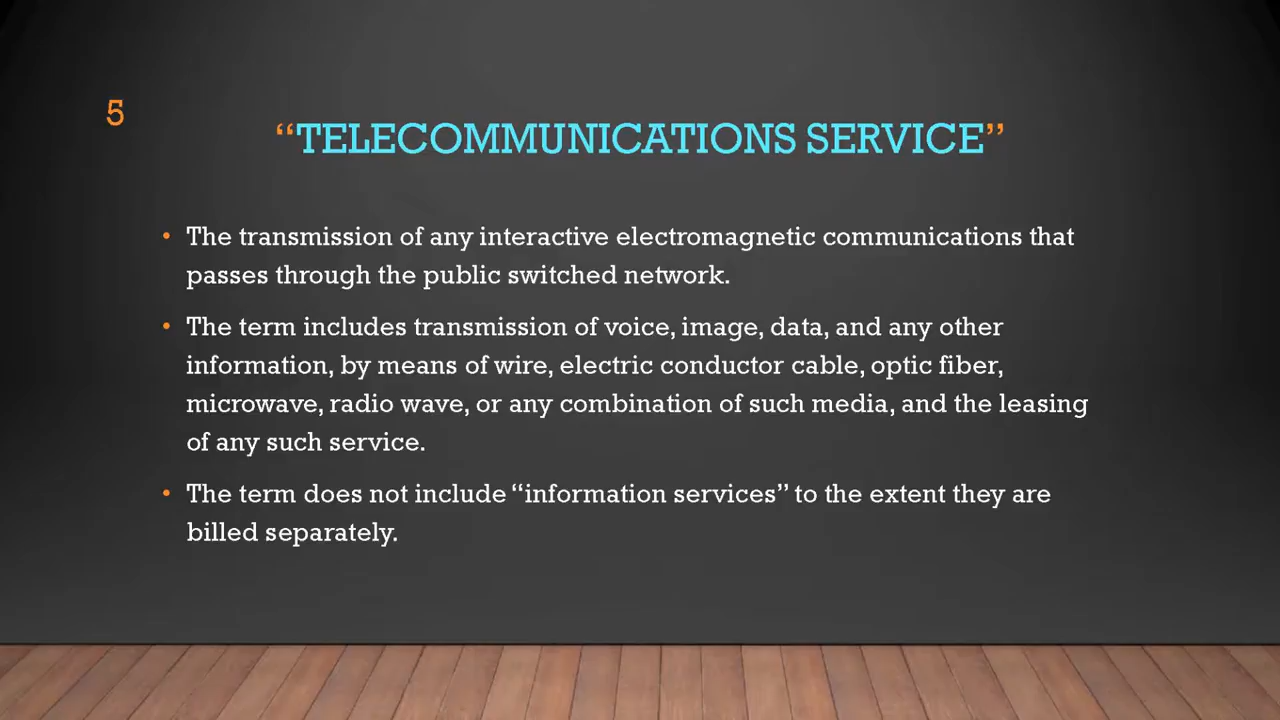 5
“TELECOMMUNICATIONS SERVICE”
• The transmission of any interactive electromagnetic communications that
passes through the public switched network.
• The term includes transmission of voice, image, data, and any other
information, by means of wire, electric conductor cable, optic fiber,
microwave, radio wave, or any combination of such media, and the leasing
of any such service.
• The term does not include “information services” to the extent they are
billed separately.